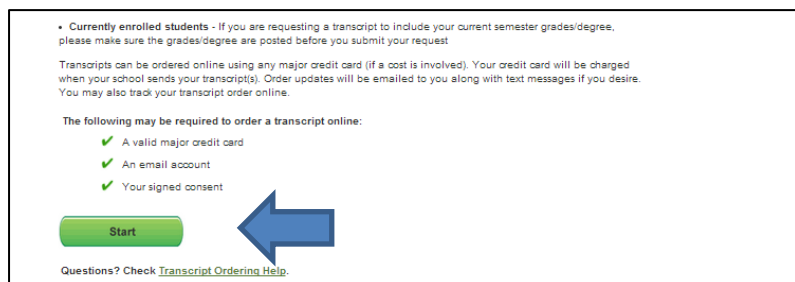 • Currently enrolled students - If you are requesting a transcript to include your current semester grades/degree,
please make sure the grades/degree are posted before you submit your request
Transcripts can be ordered online using any major credit card (if a cost is involved). Your credit card will be charged
when your school sends your transcript(s). Order updates will be emailed to you along with text messages if you desire.
You may also track your transcript order online.
The following may be required to order a transcript online:
✔ A valid major credit card
✔ An email account
✔ Your signed consent
Start
Questions? Check Transcript Ordering Help.